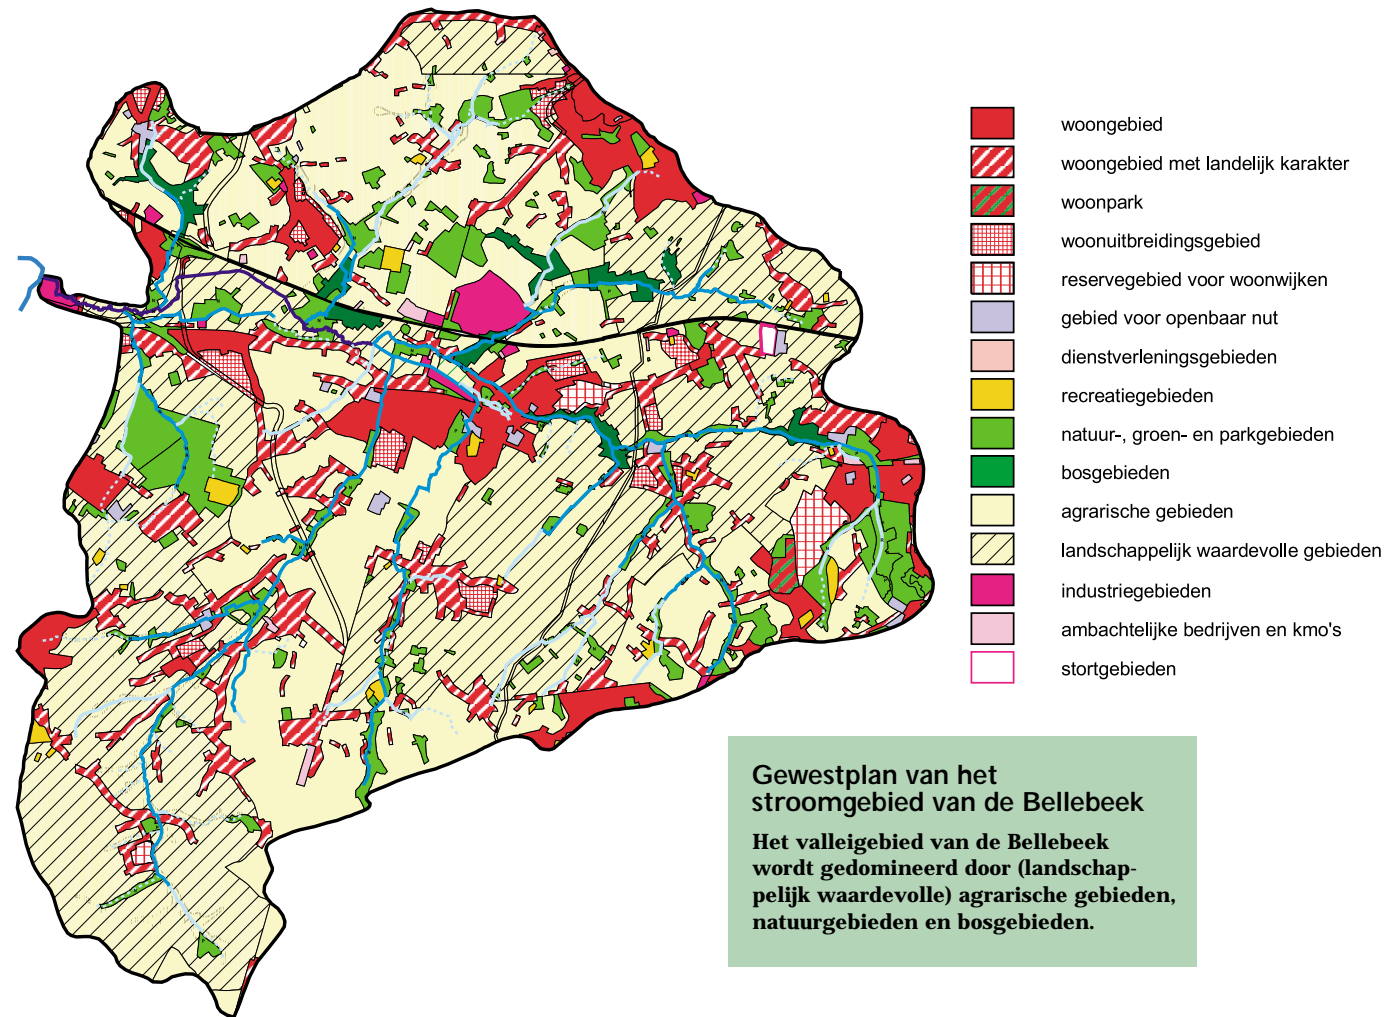 woongebied
woongebied met landelijk karakter
woonpark
woonuitbreidingsgebied
reservegebied voor woonwijken
gebied voor openbaar nut
dienstverleningsgebieden
recreatiegebieden
natuur-, groen- en parkgebieden
bosgebieden
agrarische gebieden
landschappelijk waardevolle gebieden
industriegebieden
ambachtelijke bedrijven en kmo's
stortgebieden
Gewestplan van het
stroomgebied van de Bellebeek
Het valleigebied van de Bellebeek
wordt gedomineerd door (landschap-
pelijk waardevolle) agrarische gebieden,
natuurgebieden en bosgebieden.